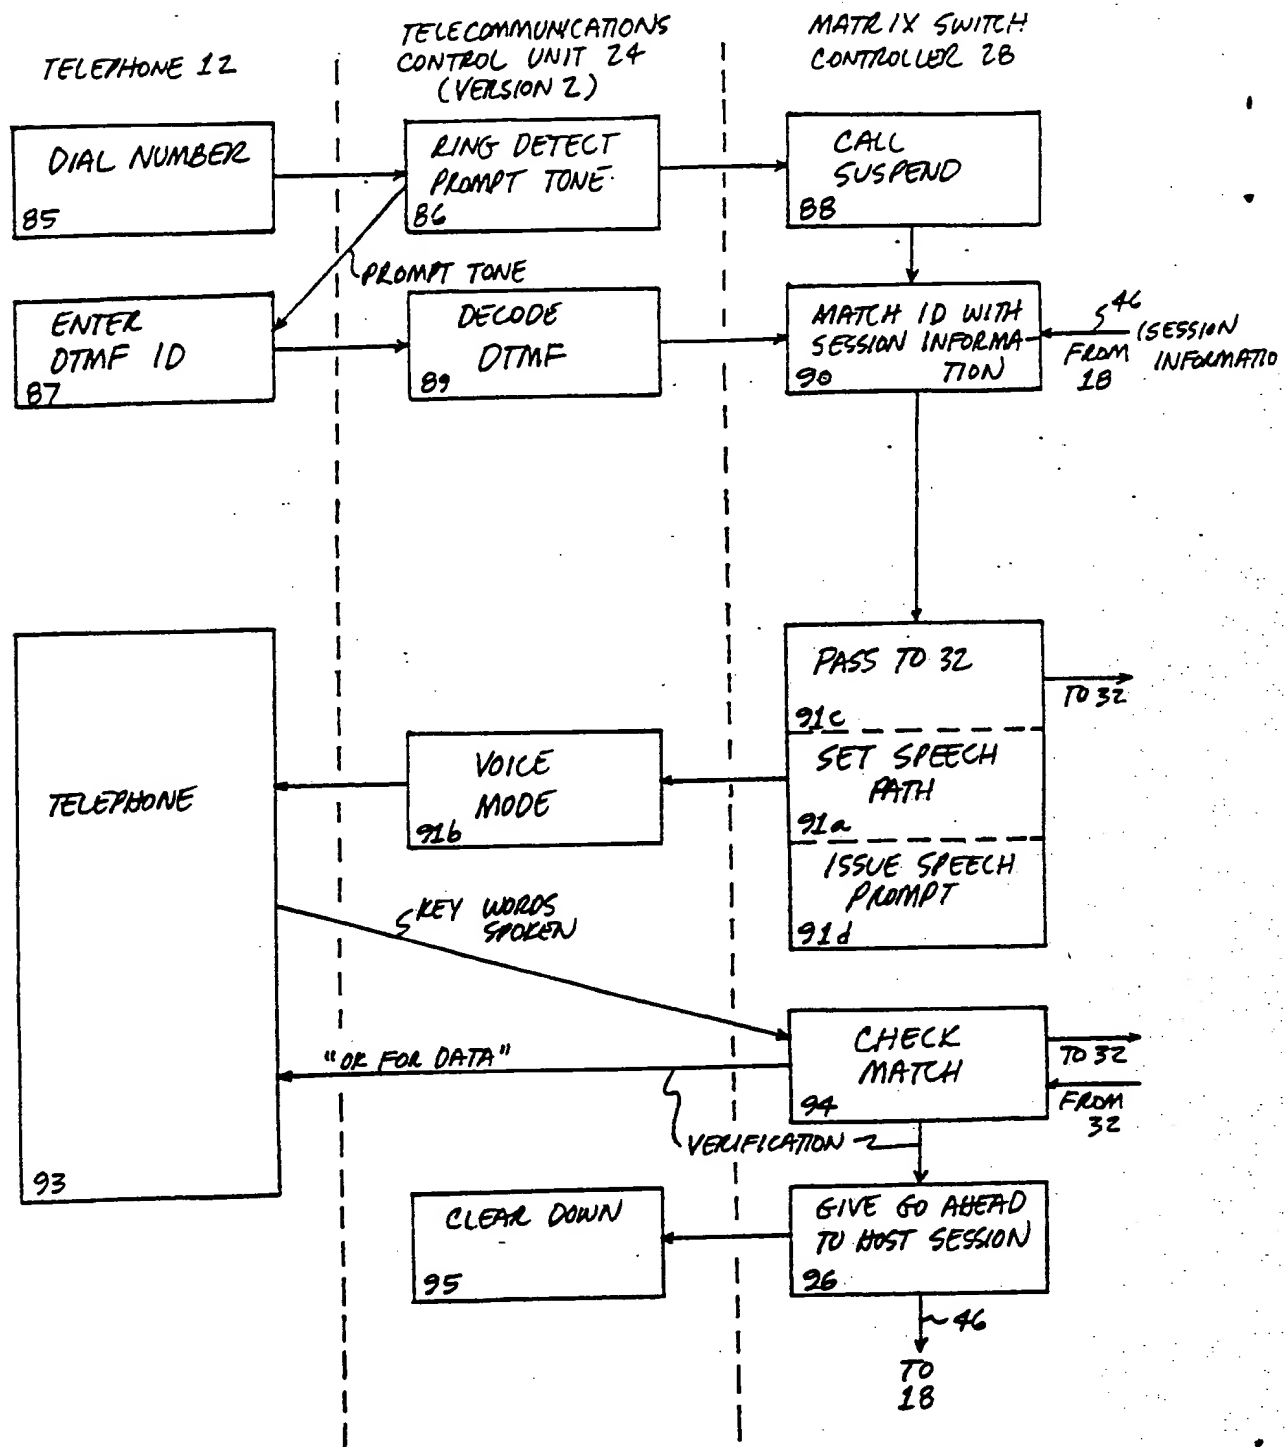 TELEPHONE 12
TELECOMMUNICATIONS
CONTROL UNIT 24
(VERSION 2)
MATRIX SWITCH
CONTROLLER 28
DIAL NUMBER
85
RING DETECT
PROMPT TONE
86
CALL
SUSPEND
88
PROMPT TONE
ENTER
DTMF ID
87
DECODE
DTMF
89
MATCH ID WITH
SESSION INFORMA-
TION
90
46
(SESSION
INFORMATIO
FROM
18
PASS TO 32
91c
TO 32
SET SPEECH
PATH
91a
VOICE
MODE
91b
TELEPHONE
93
ISSUE SPEECH
PROMPT
91d
KEY WORDS
SPOKEN
CHECK
MATCH
94
TO 32
FROM
32
"OK FOR DATA"
VERIFICATION
CLEAR DOWN
95
GIVE GO AHEAD
TO HOST SESSION
96
46
TO
18